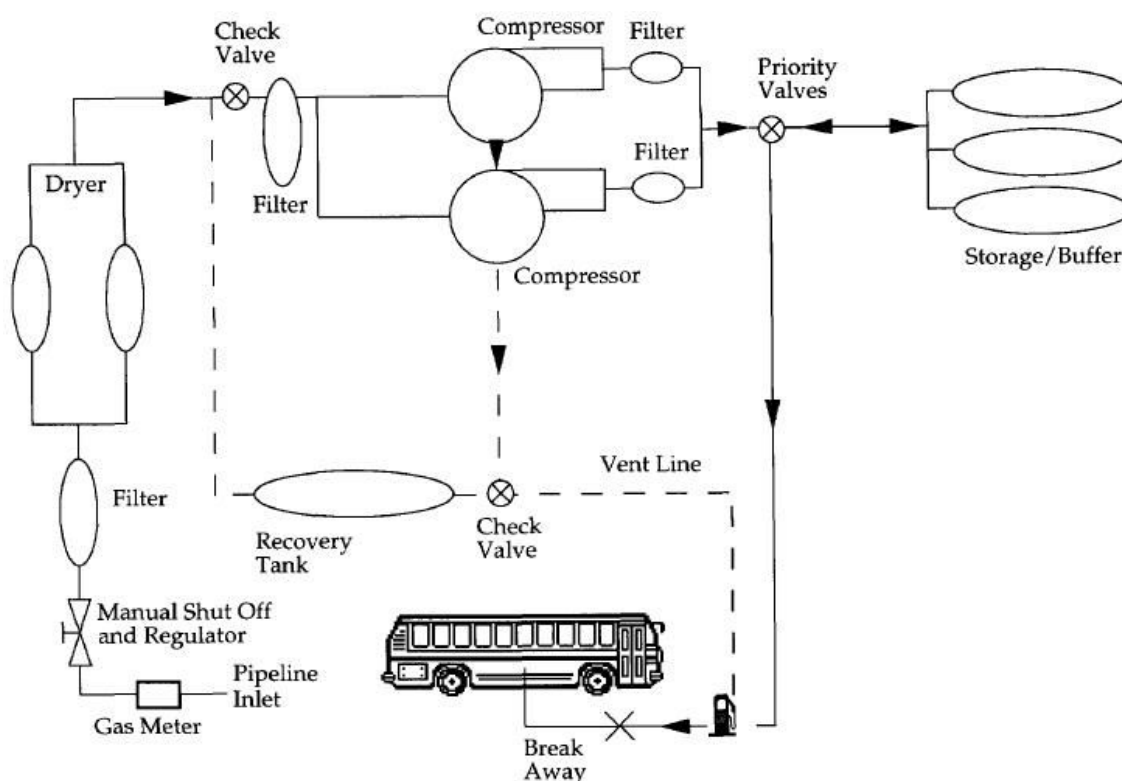 Compressor
Filter
Check
Valve
Priority
Valves
Dryer
Filter
Filter
Storage/Buffer
Compressor
Vent Line
Filter
Recovery
Tank
Check
Valve
Manual Shut Off
and Regulator
Pipeline
Inlet
Gas Meter
Break
Away